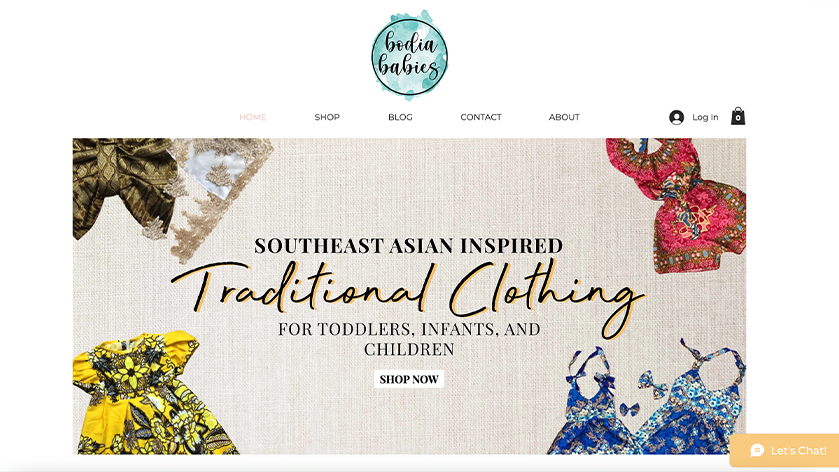 bodia
babies
HOME SHOP BLOG CONTACT ABOUT Log In 0
SOUTHEAST ASIAN INSPIRED
Traditional Clothing
FOR TODDLERS, INFANTS, AND
CHILDREN
SHOP NOW
Let's Chat!